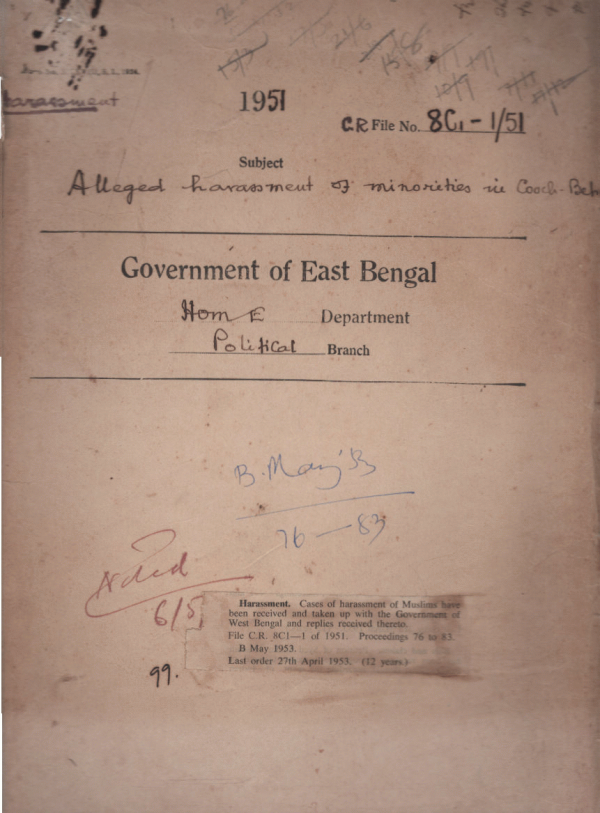 harassment
1951
CR File No. 8C1-1/51
Subject
Alleged harassment of minorities in Cooch-Beh
Government of East Bengal
Home Department
Political Branch
B. May '53
76-83
6/5
Harassment. Cases of harassment of Muslims have
been received and taken up with the Government of
West Bengal and replies received thereto.
File C.R. 8C1—1 of 1951. Proceedings 76 to 83.
B May 1953.
Last order 27th April 1953. (12 years)
99.